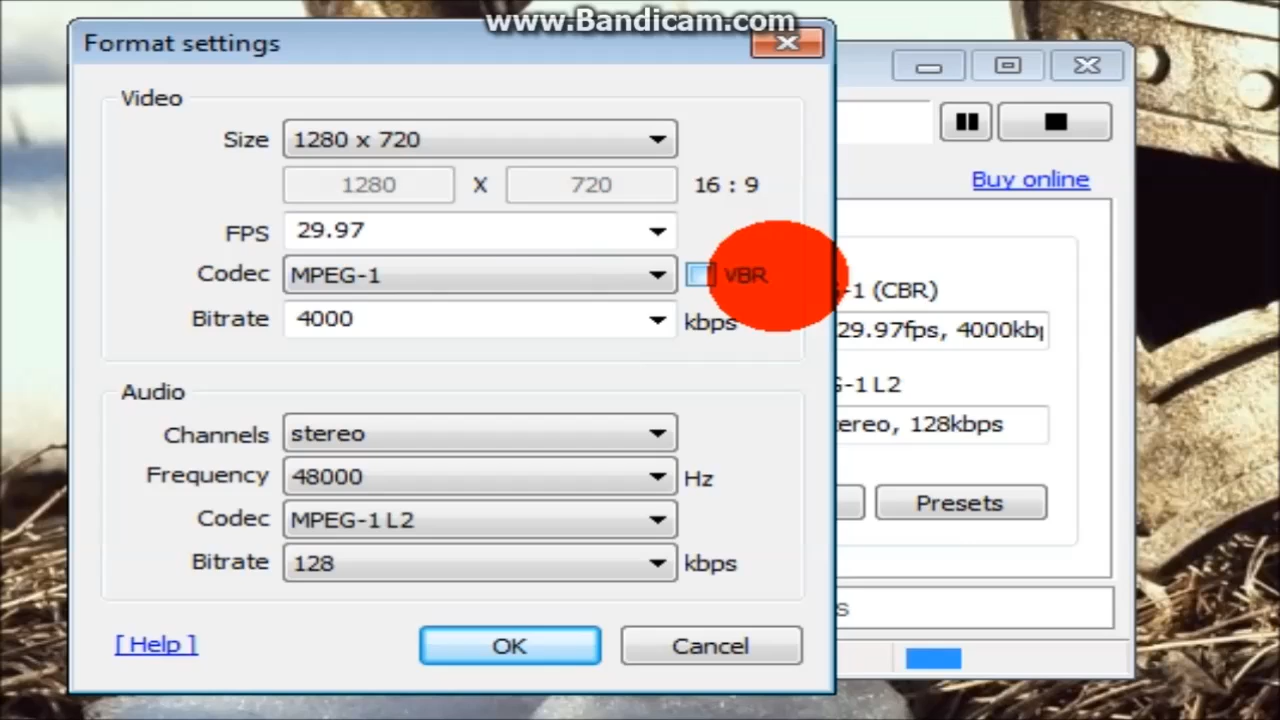 www.Bandicam.com
Format settings
Video
Size 1280 x 720
1280 X 720 16 : 9
FPS 29.97
Codec MPEG-1 VBR
Bitrate 4000 kbps
Audio
Channels stereo
Frequency 48000 Hz
Codec MPEG-1 L2
Bitrate 128 kbps
[ Help ] OK Cancel
Buy online
-1 (CBR)
29.97fps, 4000kbp
-1 L2
ereo, 128kbps
Presets
s